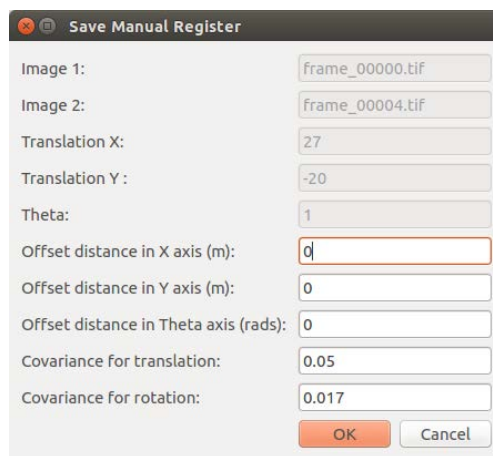 Save Manual Register
Image 1: frame_00000.tif
Image 2: frame_00004.tif
Translation X: 27
Translation Y : -20
Theta: 1
Offset distance in X axis (m): 0
Offset distance in Y axis (m): 0
Offset distance in Theta axis (rads): 0
Covariance for translation: 0.05
Covariance for rotation: 0.017
OK Cancel